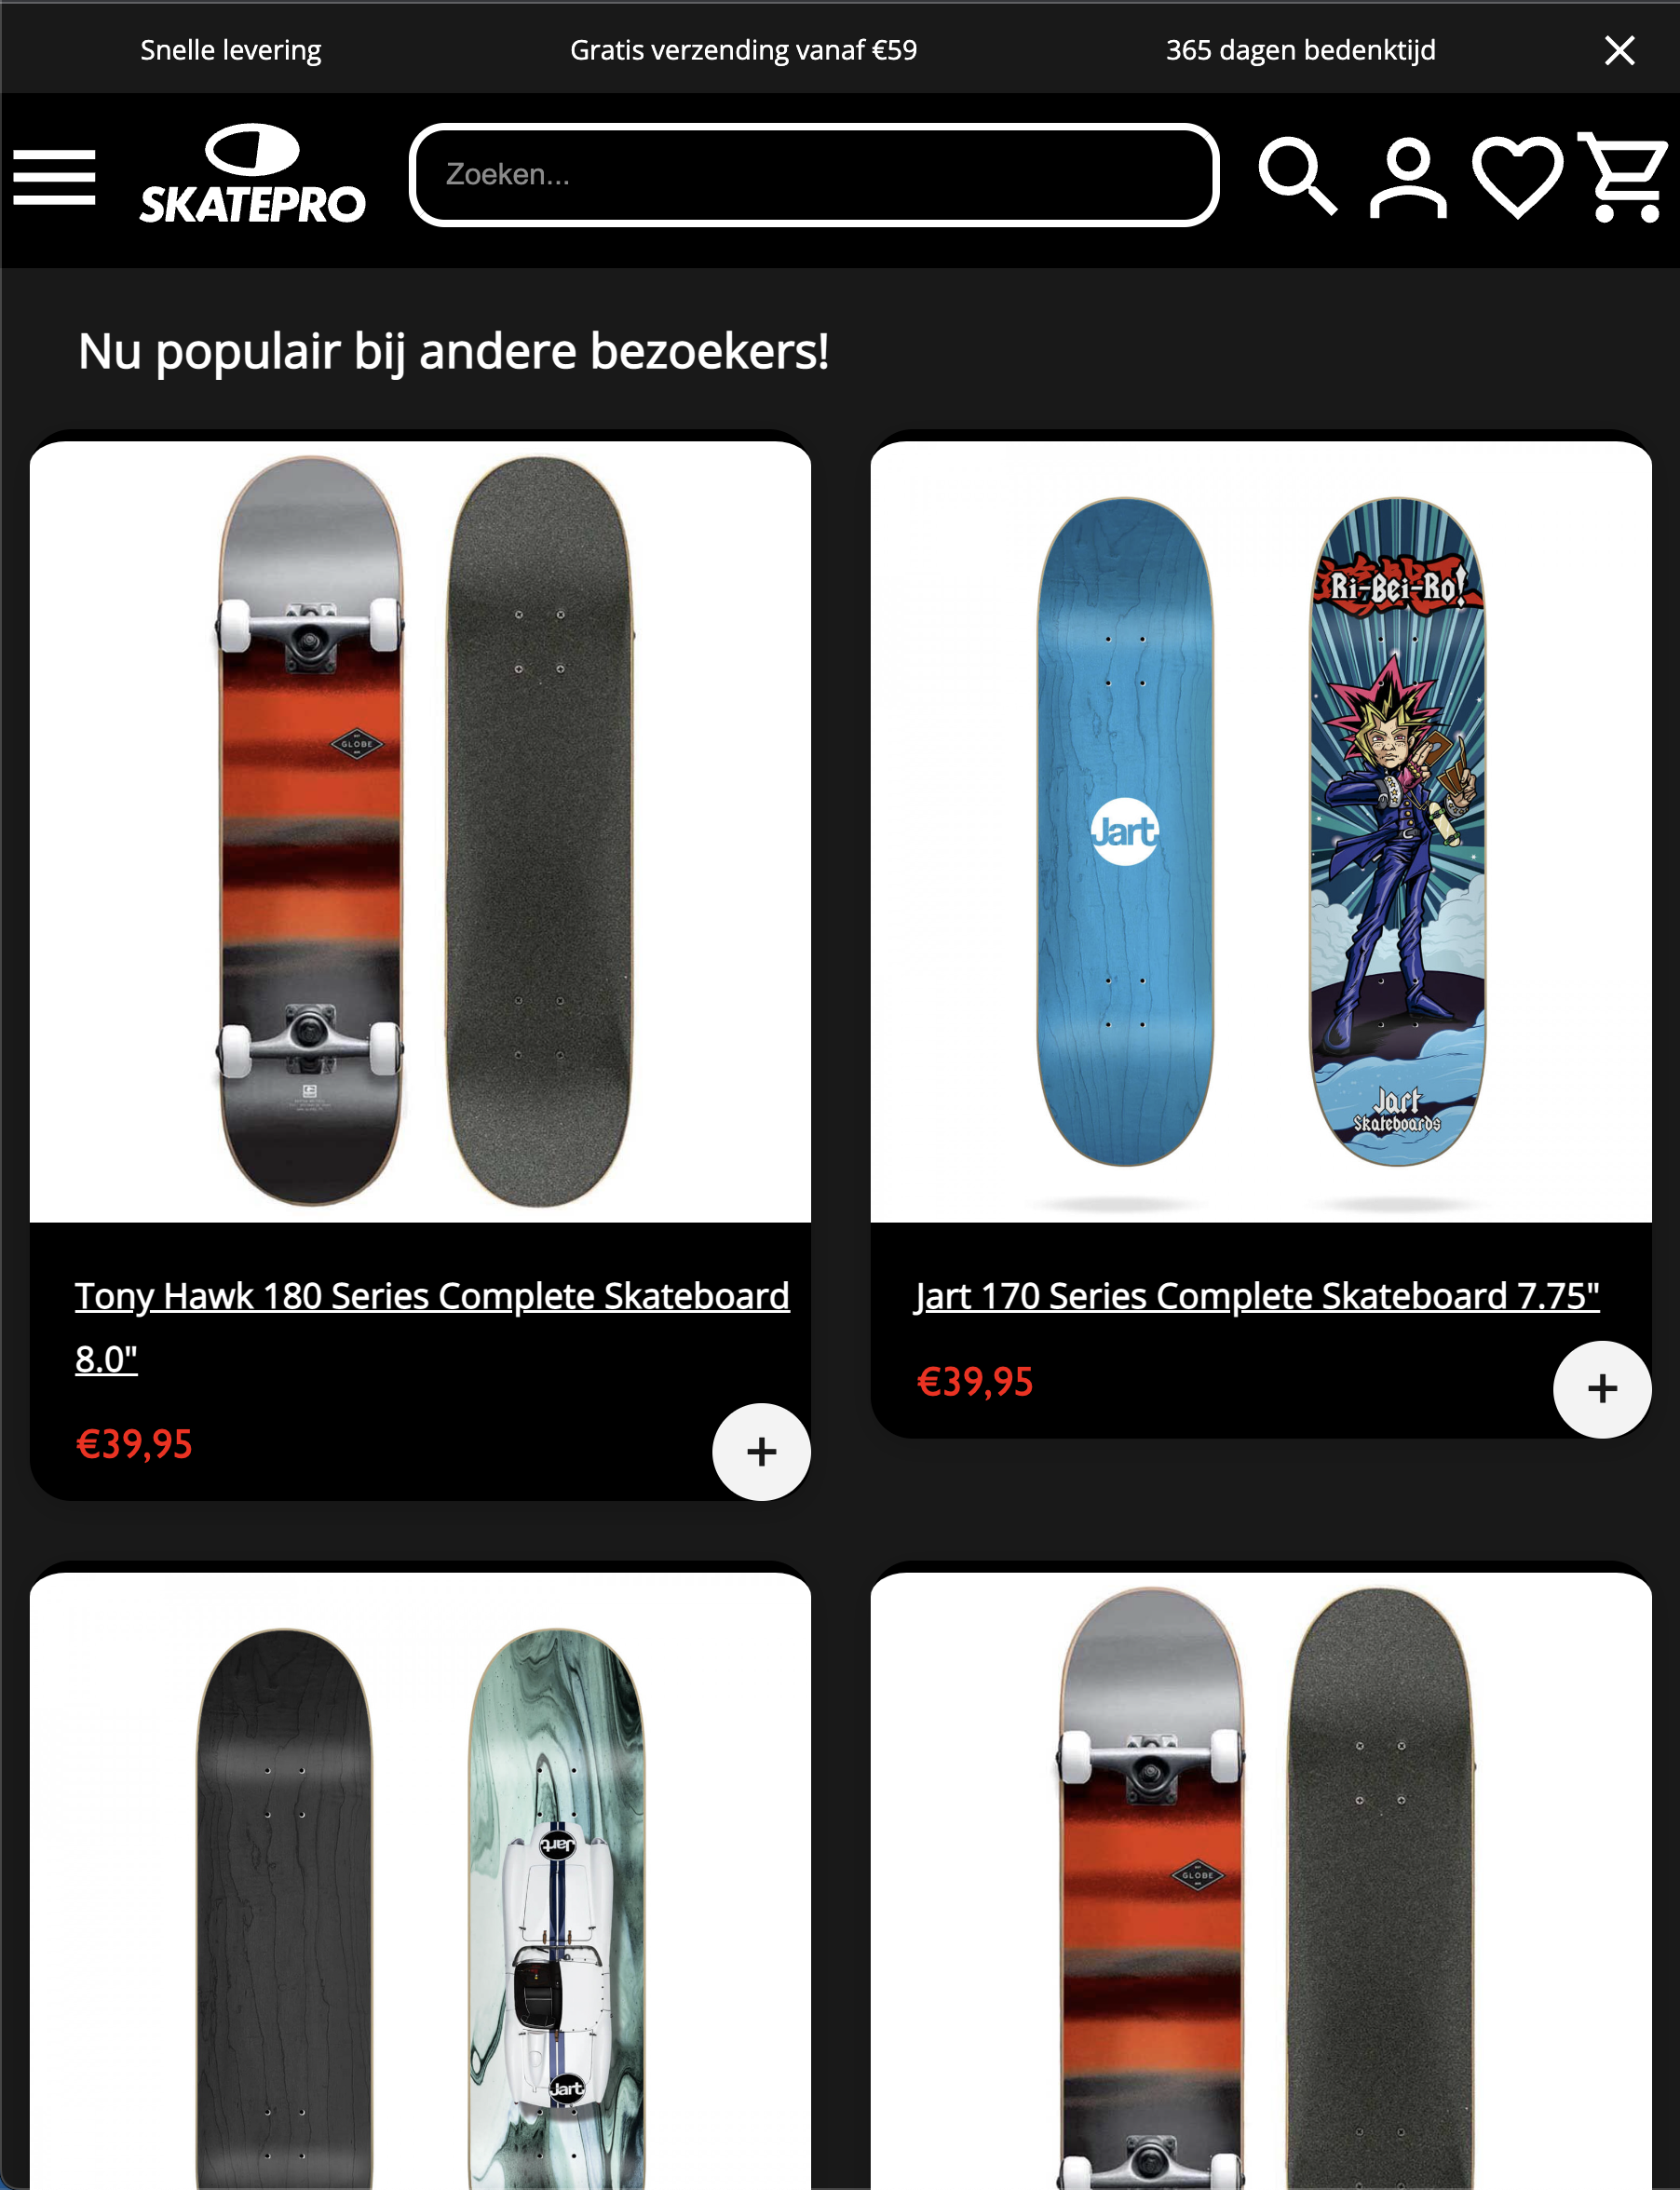 Snelle levering
Gratis verzending vanaf €59
365 dagen bedenktijd
SKATEPRO
Zoeken...
Nu populair bij andere bezoekers!
GLOBE
Jart
Ri-Bei-Ro!
Jart
Skateboards
Tony Hawk 180 Series Complete Skateboard
8.0"
€39,95
+
Jart 170 Series Complete Skateboard 7.75"
€39,95
+
Jart
Jart
GLOBE